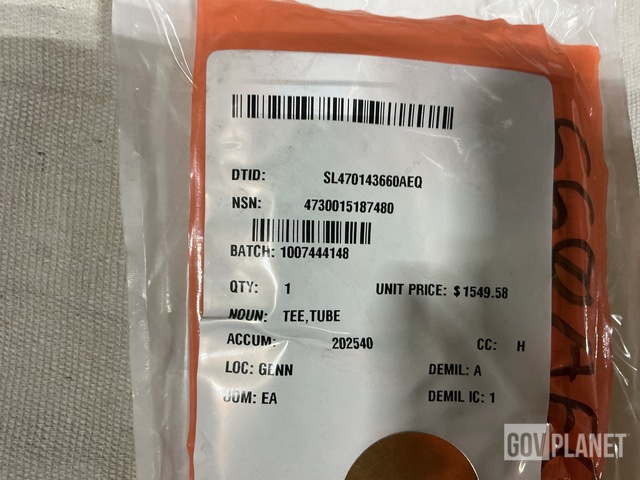 DTID: SL470143660AEQ
NSN: 4730015187480
BATCH: 1007444148
QTY: 1 UNIT PRICE: $1549.58
NOUN: TEE,TUBE
ACCUM: 202540 CC: H
LOC: GENN DEMIL: A
UOM: EA DEMIL IC: 1
660AE
GOVPLANET